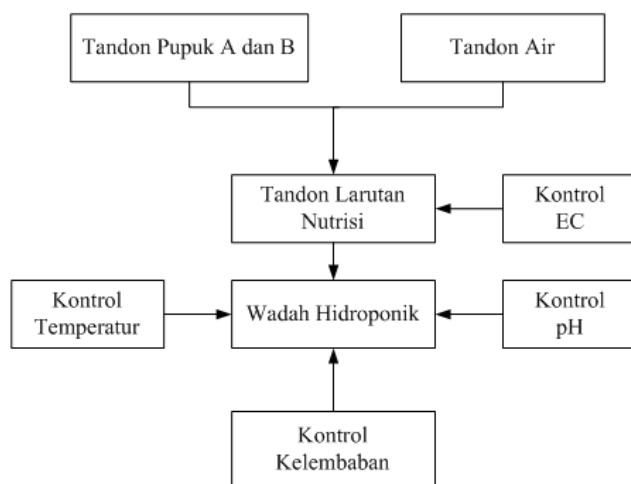 Tandon Pupuk A dan B
Tandon Air
Tandon Larutan
Nutrisi
Kontrol
EC
Kontrol
Temperatur
Wadah Hidroponik
Kontrol
pH
Kontrol
Kelembaban